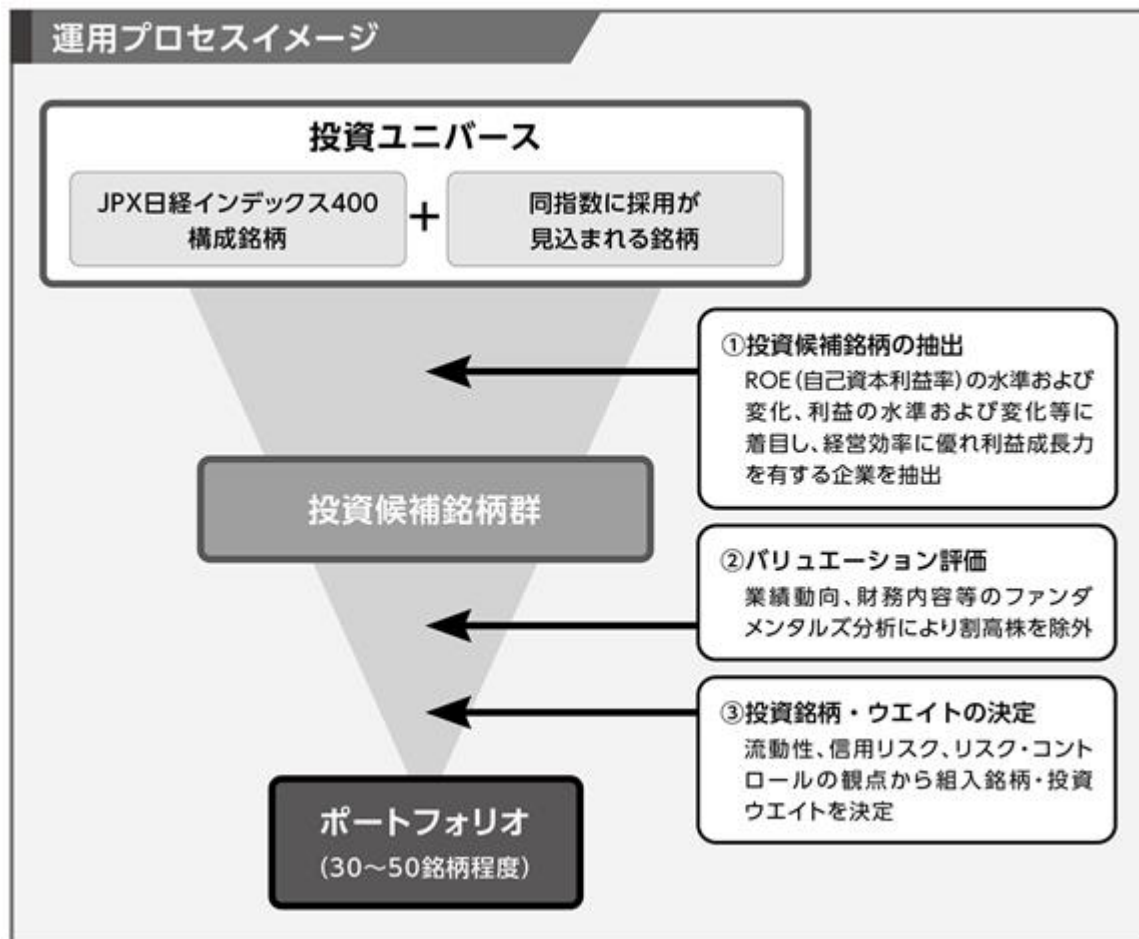 運用プロセスイメージ
投資ユニバース
JPX日経インデックス400
構成銘柄
+
同指数に採用が
見込まれる銘柄
①投資候補銘柄の抽出
ROE(自己資本利益率)の水準および
変化、利益の水準および変化等に
着目し、経営効率に優れ利益成長力
を有する企業を抽出
投資候補銘柄群
②バリュエーション評価
業績動向、財務内容等のファンダ
メンタルズ分析により割高株を除外
③投資銘柄・ウエイトの決定
流動性、信用リスク、リスク・コント
ロールの観点から組入銘柄・投資
ウエイトを決定
ポートフォリオ
(30〜50銘柄程度)